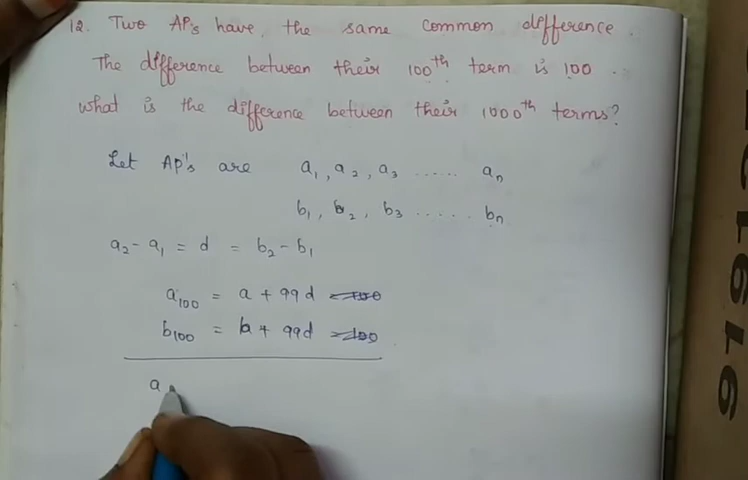 12. Two AP's have the same common difference.
The difference between their 100th term is 100.
what is the difference between their 1000th terms?
Let AP's are a1, a2, a3 ...... an
b1, b2, b3 ...... bn
a2 - a1 = d = b2 - b1
a100 = a + 99d = 100
b100 = b + 99d = 100
a